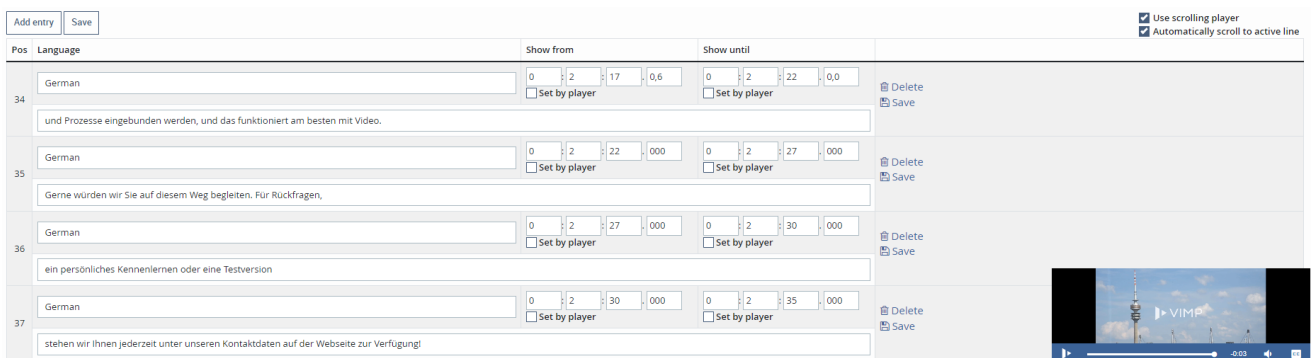 Add entry Save
Use scrolling player
Automatically scroll to active line
Pos Language Show from Show until
34
German 0 : 2 : 17 . 0,6 0 : 2 : 22 . 0,0
Set by player Set by player
Delete
Save
und Prozesse eingebunden werden, und das funktioniert am besten mit Video.
35
German 0 : 2 : 22 . 000 0 : 2 : 27 . 000
Set by player Set by player
Delete
Save
Gerne würden wir Sie auf diesem Weg begleiten. Für Rückfragen,
36
German 0 : 2 : 27 . 000 0 : 2 : 30 . 000
Set by player Set by player
Delete
Save
ein persönliches Kennenlernen oder eine Testversion
37
German 0 : 2 : 30 . 000 0 : 2 : 35 . 000
Set by player Set by player
Delete
Save
stehen wir Ihnen jederzeit unter unseren Kontaktdaten auf der Webseite zur Verfügung!
VIMP
-0:03